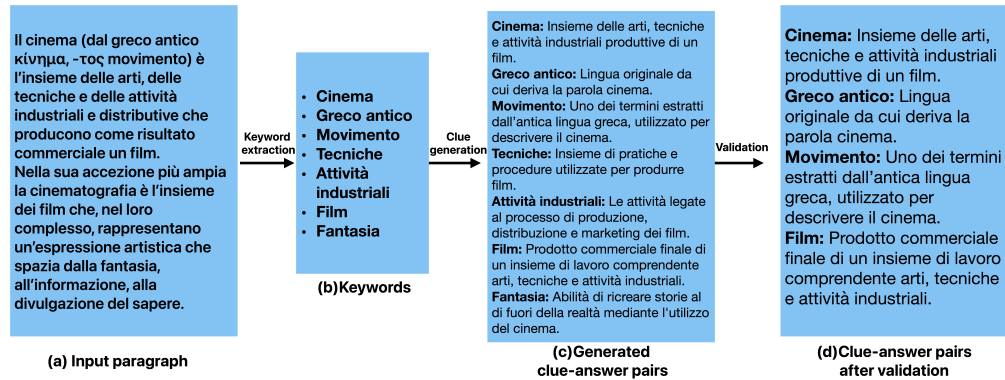 Il cinema (dal greco antico
κίνημα, -τος movimento) è
l'insieme delle arti, delle
tecniche e delle attività
industriali e distributive che
producono come risultato
commerciale un film.
Nella sua accezione più ampia
la cinematografia è l'insieme
dei film che, nel loro
complesso, rappresentano
un'espressione artistica che
spazia dalla fantasia,
all'informazione, alla
divulgazione del sapere.
(a) Input paragraph
Keyword
extraction
• Cinema
• Greco antico
• Movimento
• Tecniche
• Attività
industriali
• Film
• Fantasia
(b)Keywords
Clue
generation
Cinema: Insieme delle arti, tecniche
e attività industriali produttive di un
film.
Greco antico: Lingua originale da
cui deriva la parola cinema.
Movimento: Uno dei termini estratti
dall'antica lingua greca, utilizzato per
descrivere il cinema.
Tecniche: Insieme di pratiche e
procedure utilizzate per produrre
film.
Attività industriali: Le attività legate
al processo di produzione,
distribuzione e marketing dei film.
Film: Prodotto commerciale finale di
un insieme di lavoro comprendente
arti, tecniche e attività industriali.
Fantasia: Abilità di ricreare storie al
di fuori della realtà mediante l'utilizzo
del cinema.
(c)Generated
clue-answer pairs
Validation
Cinema: Insieme delle arti,
tecniche e attività industriali
produttive di un film.
Greco antico: Lingua
originale da cui deriva la
parola cinema.
Movimento: Uno dei termini
estratti dall'antica lingua
greca, utilizzato per
descrivere il cinema.
Film: Prodotto commerciale
finale di un insieme di lavoro
comprendente arti, tecniche
e attività industriali.
(d)Clue-answer pairs
after validation